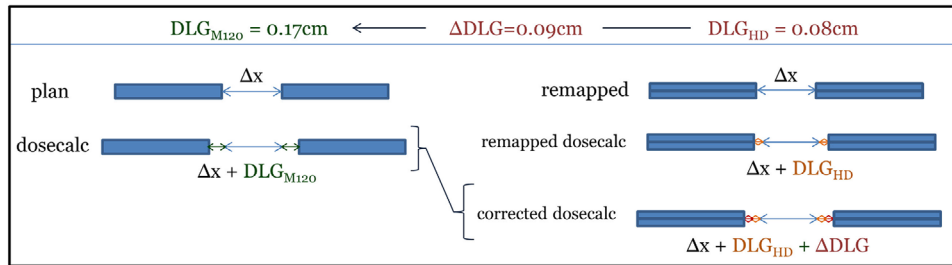 DLG_M120 = 0.17cm ΔDLG=0.09cm DLG_HD = 0.08cm
plan Δx
dosecalc
Δx + DLG_M120
remapped Δx
remapped dosecalc
Δx + DLG_HD
corrected dosecalc
Δx + DLG_HD + ΔDLG